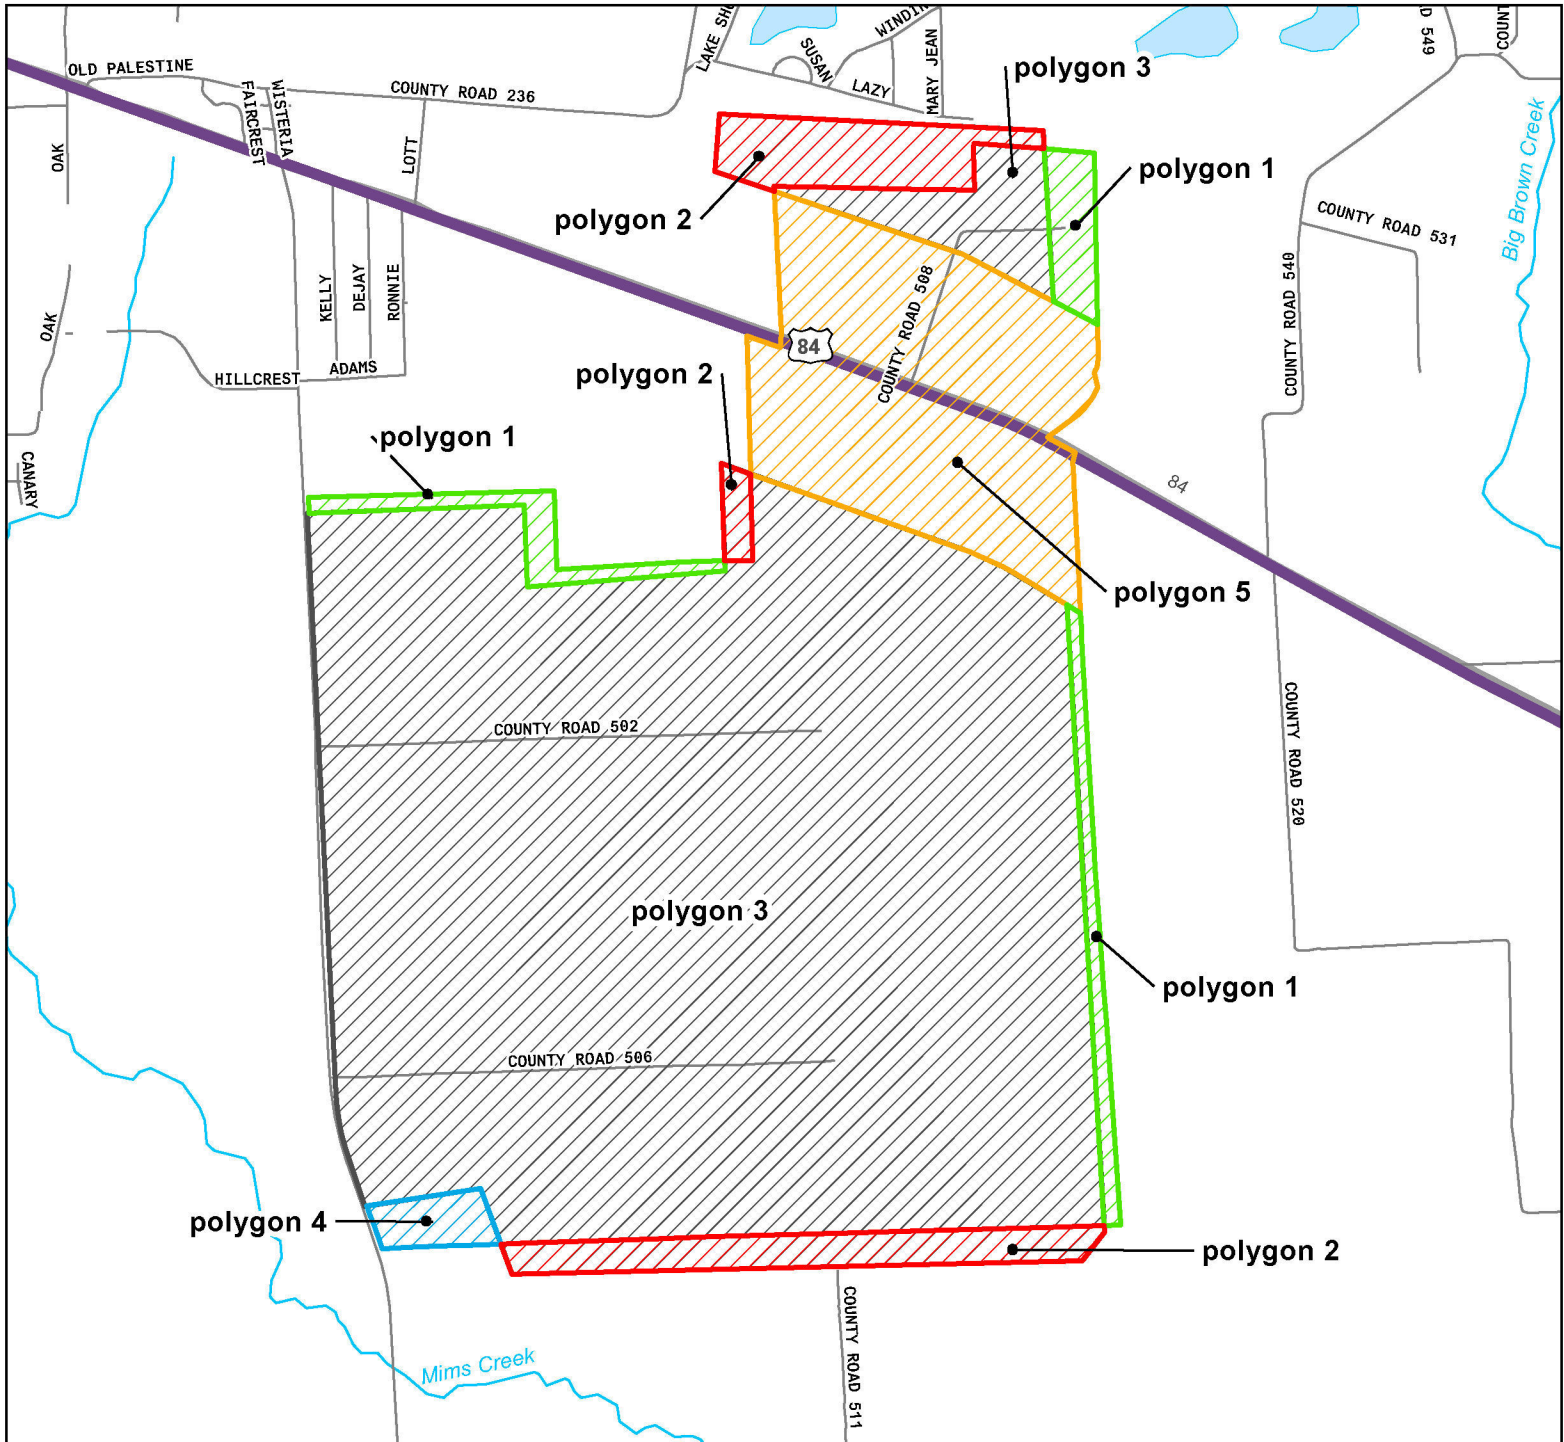 LAKE SH
SUSAN
WINDIN
MARY JEAN
LAZY
D 549
COUNT
OLD PALESTINE
WISTERIA
FAIRCREST
COUNTY ROAD 236
OAK
LOTT
polygon 3
polygon 1
polygon 2
Big Brown Creek
COUNTY ROAD 531
COUNTY ROAD 540
KELLY
DEJAY
RONNIE
OAK
COUNTY ROAD 508
84
HILLCREST
ADAMS
polygon 2
polygon 1
CANARY
84
polygon 5
COUNTY ROAD 502
COUNTY ROAD 520
polygon 3
polygon 1
COUNTY ROAD 506
polygon 4
polygon 2
COUNTY ROAD 511
Mims Creek